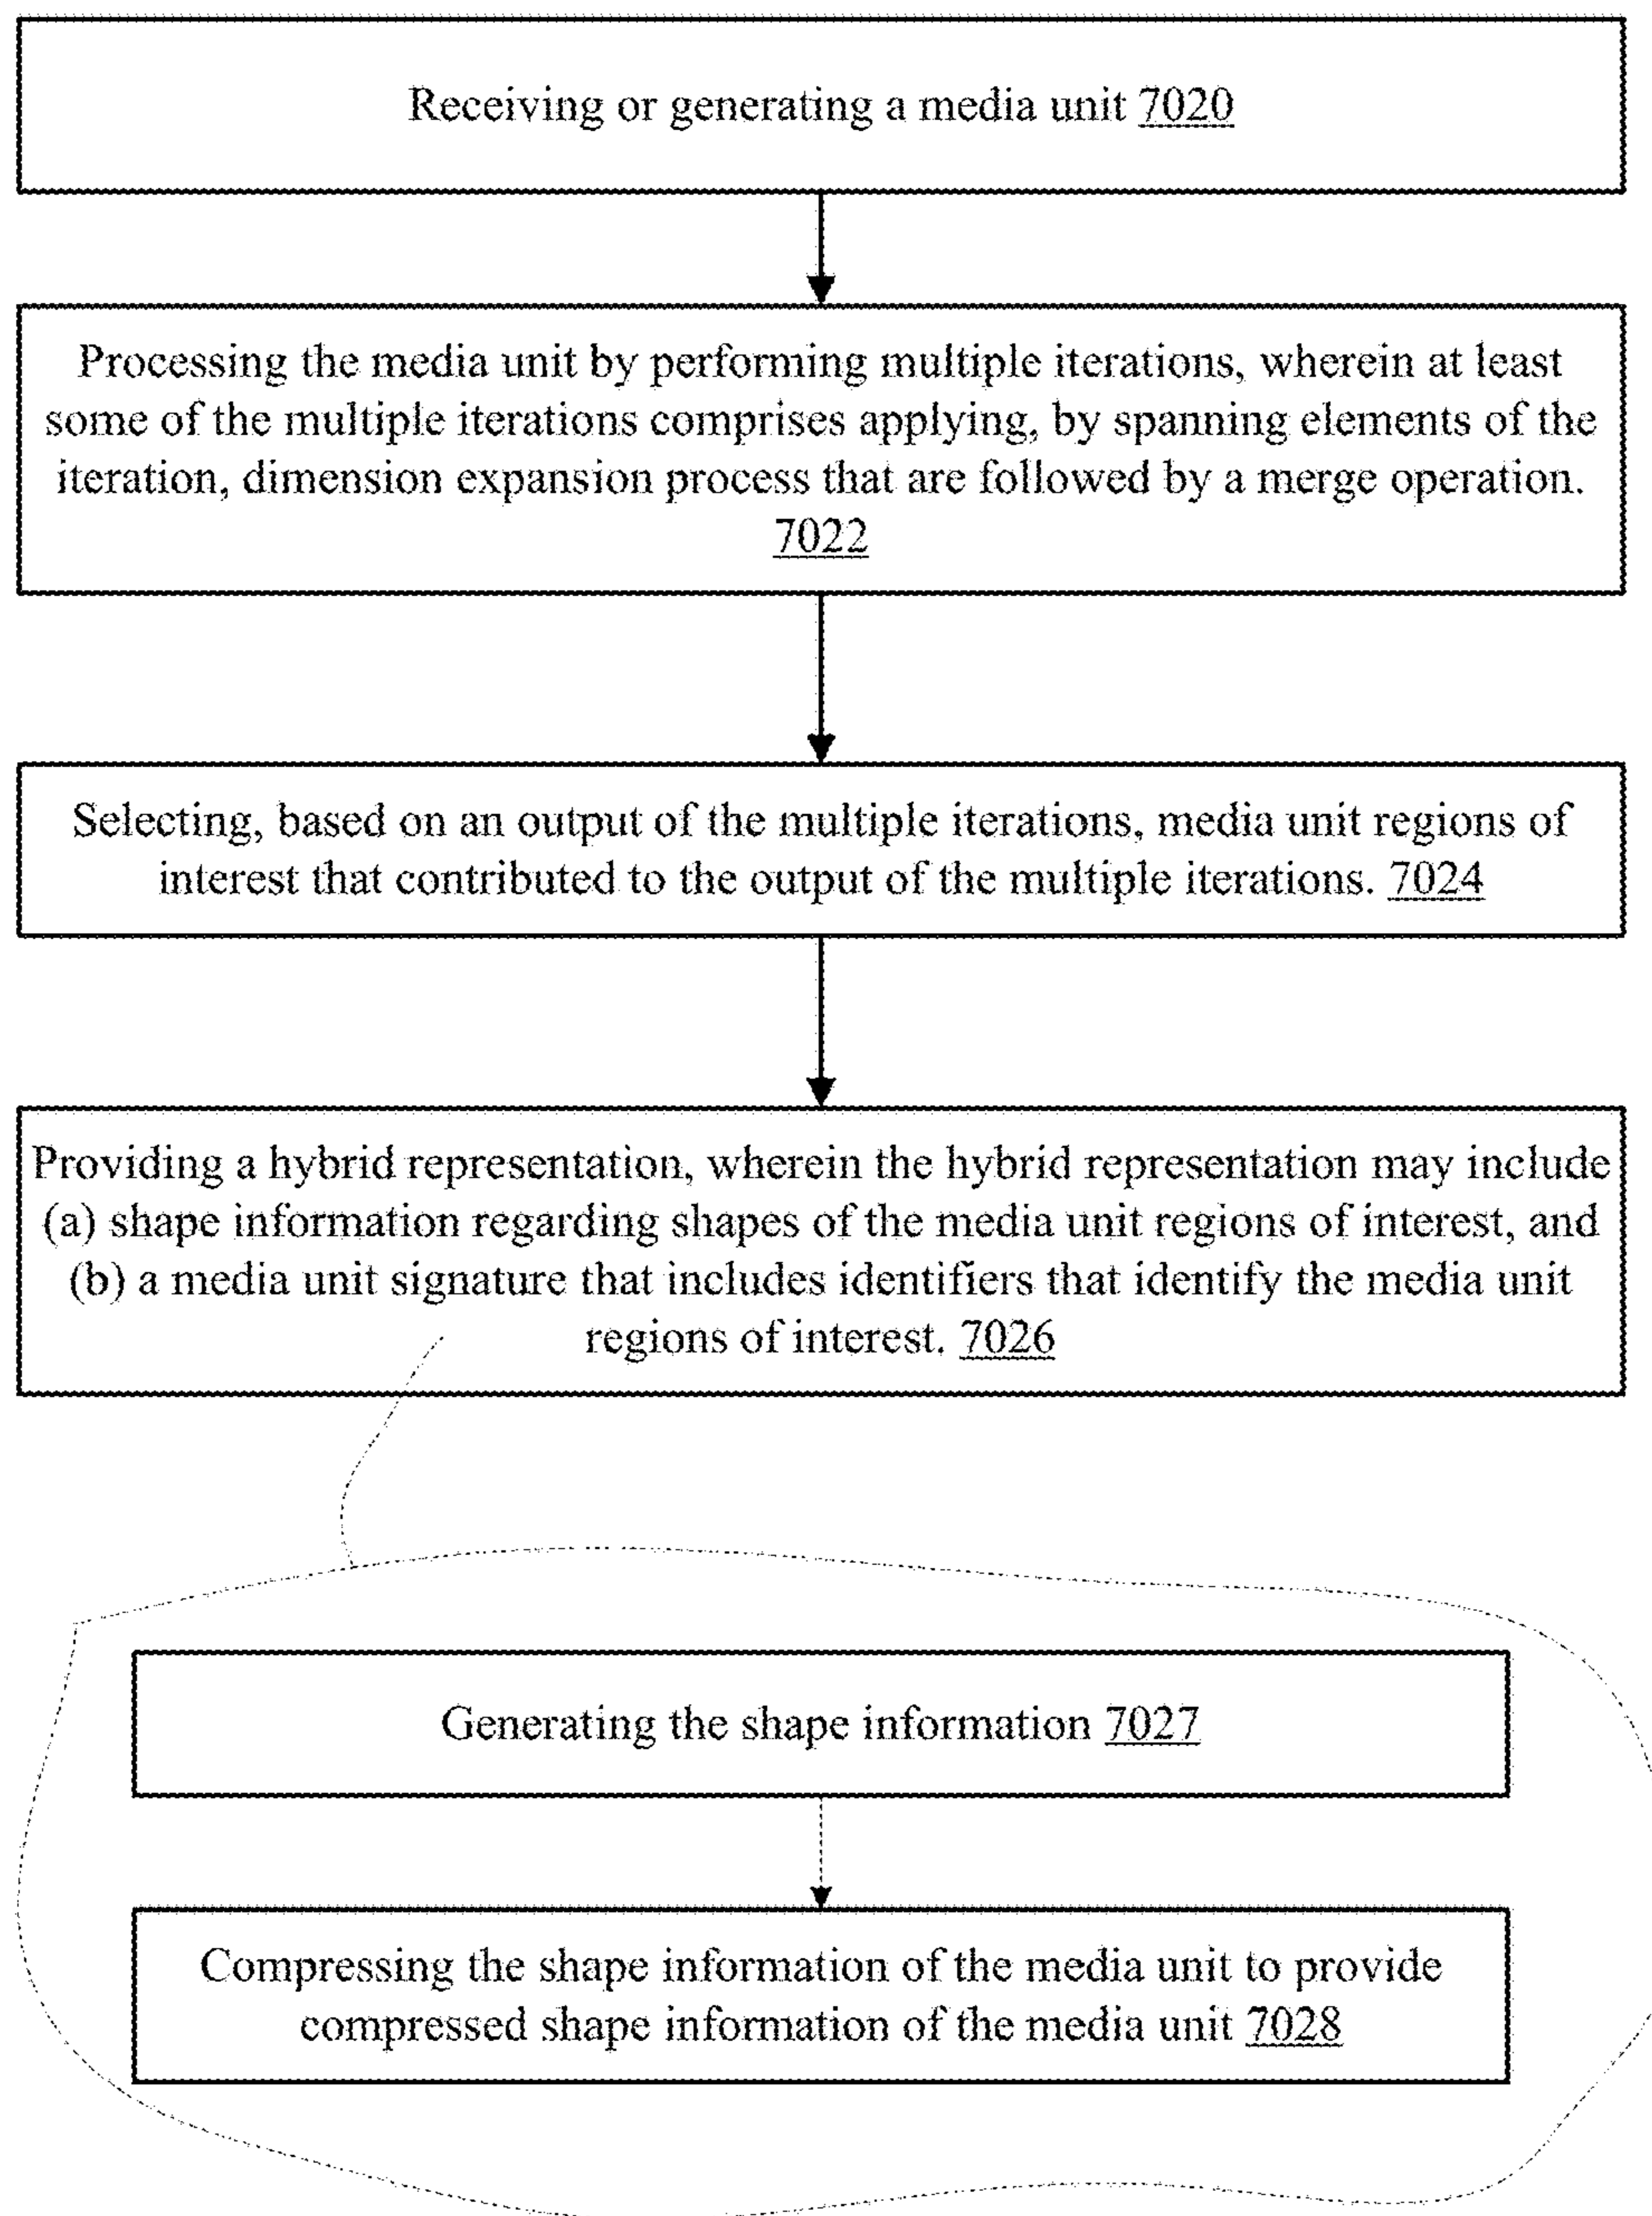 Receiving or generating a media unit 7020
Processing the media unit by performing multiple iterations, wherein at least
some of the multiple iterations comprises applying, by spanning elements of the
iteration, dimension expansion process that are followed by a merge operation.
7022
Selecting, based on an output of the multiple iterations, media unit regions of
interest that contributed to the output of the multiple iterations. 7024
Providing a hybrid representation, wherein the hybrid representation may include
(a) shape information regarding shapes of the media unit regions of interest, and
(b) a media unit signature that includes identifiers that identify the media unit
regions of interest. 7026
Generating the shape information 7027
Compressing the shape information of the media unit to provide
compressed shape information of the media unit 7028